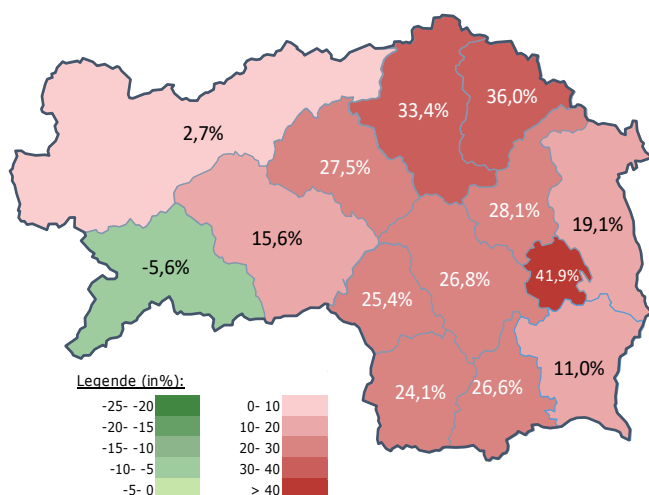 36,0%
33,4%
2,7%
27,5%
28,1%
19,1%
15,6%
-5,6%
26,8%
41,9%
25,4%
11,0%
24,1%
26,6%
Legende (in%):
-25- -20 0- 10
-20- -15 10- 20
-15- -10 20- 30
-10- -5 30- 40
-5- 0 > 40